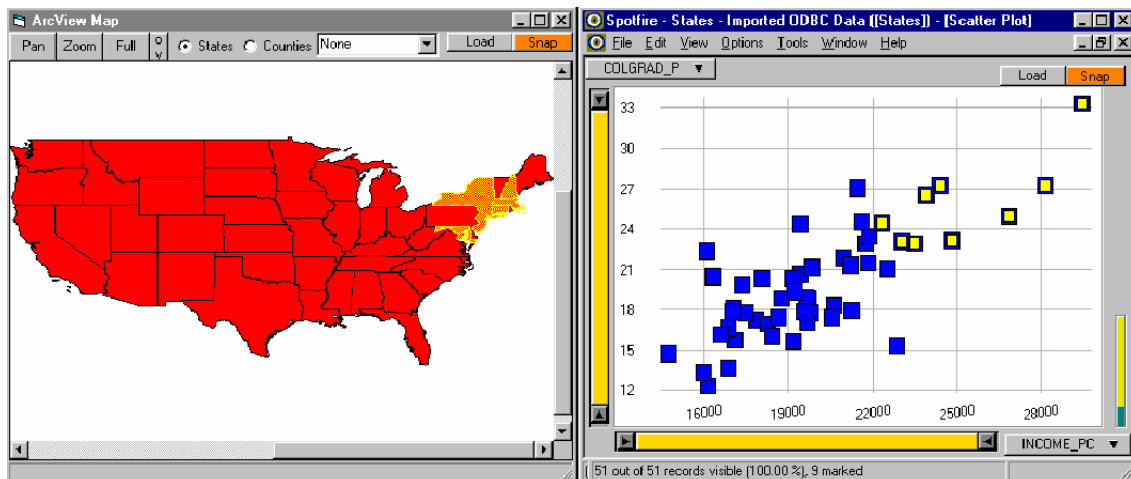 ArcView Map
Pan Zoom Full O v States Counties None Load Snap
Spotfire - States - Imported ODBC Data ([States]) - [Scatter Plot]
File Edit View Options Tools Window Help
COLGRAD_P
Load Snap
33
30
27
24
21
18
15
12
16000 19000 22000 25000 28000
INCOME_PC
51 out of 51 records visible (100.00 %), 9 marked